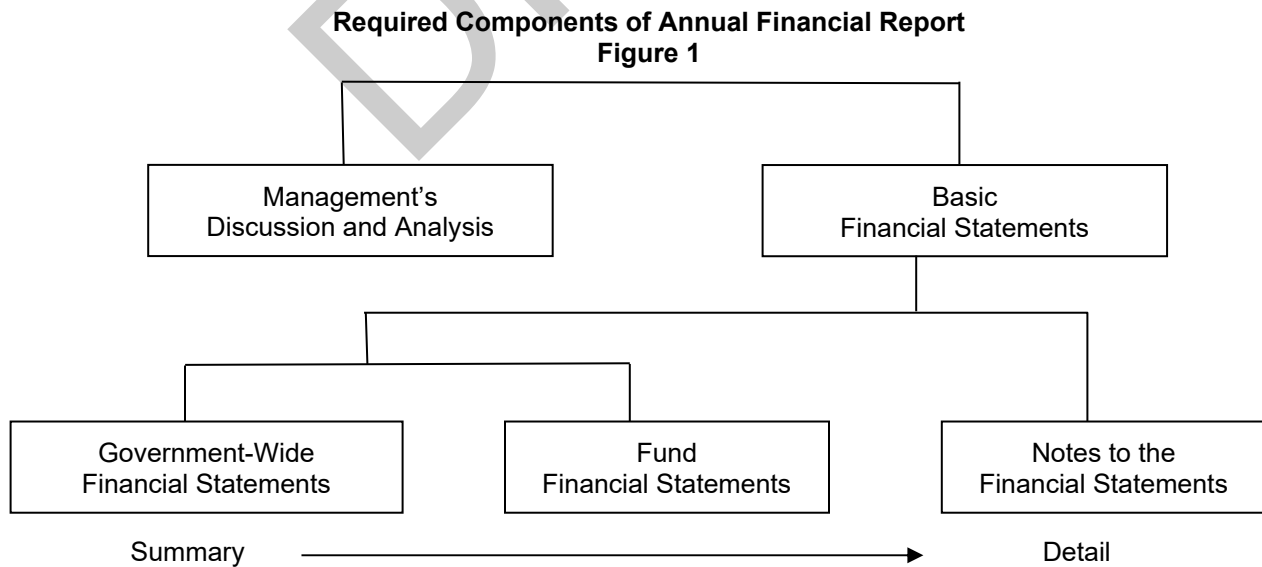 Required Components of Annual Financial Report
Figure 1
Management’s
Discussion and Analysis
Basic
Financial Statements
Government-Wide
Financial Statements
Fund
Financial Statements
Notes to the
Financial Statements
Summary
Detail